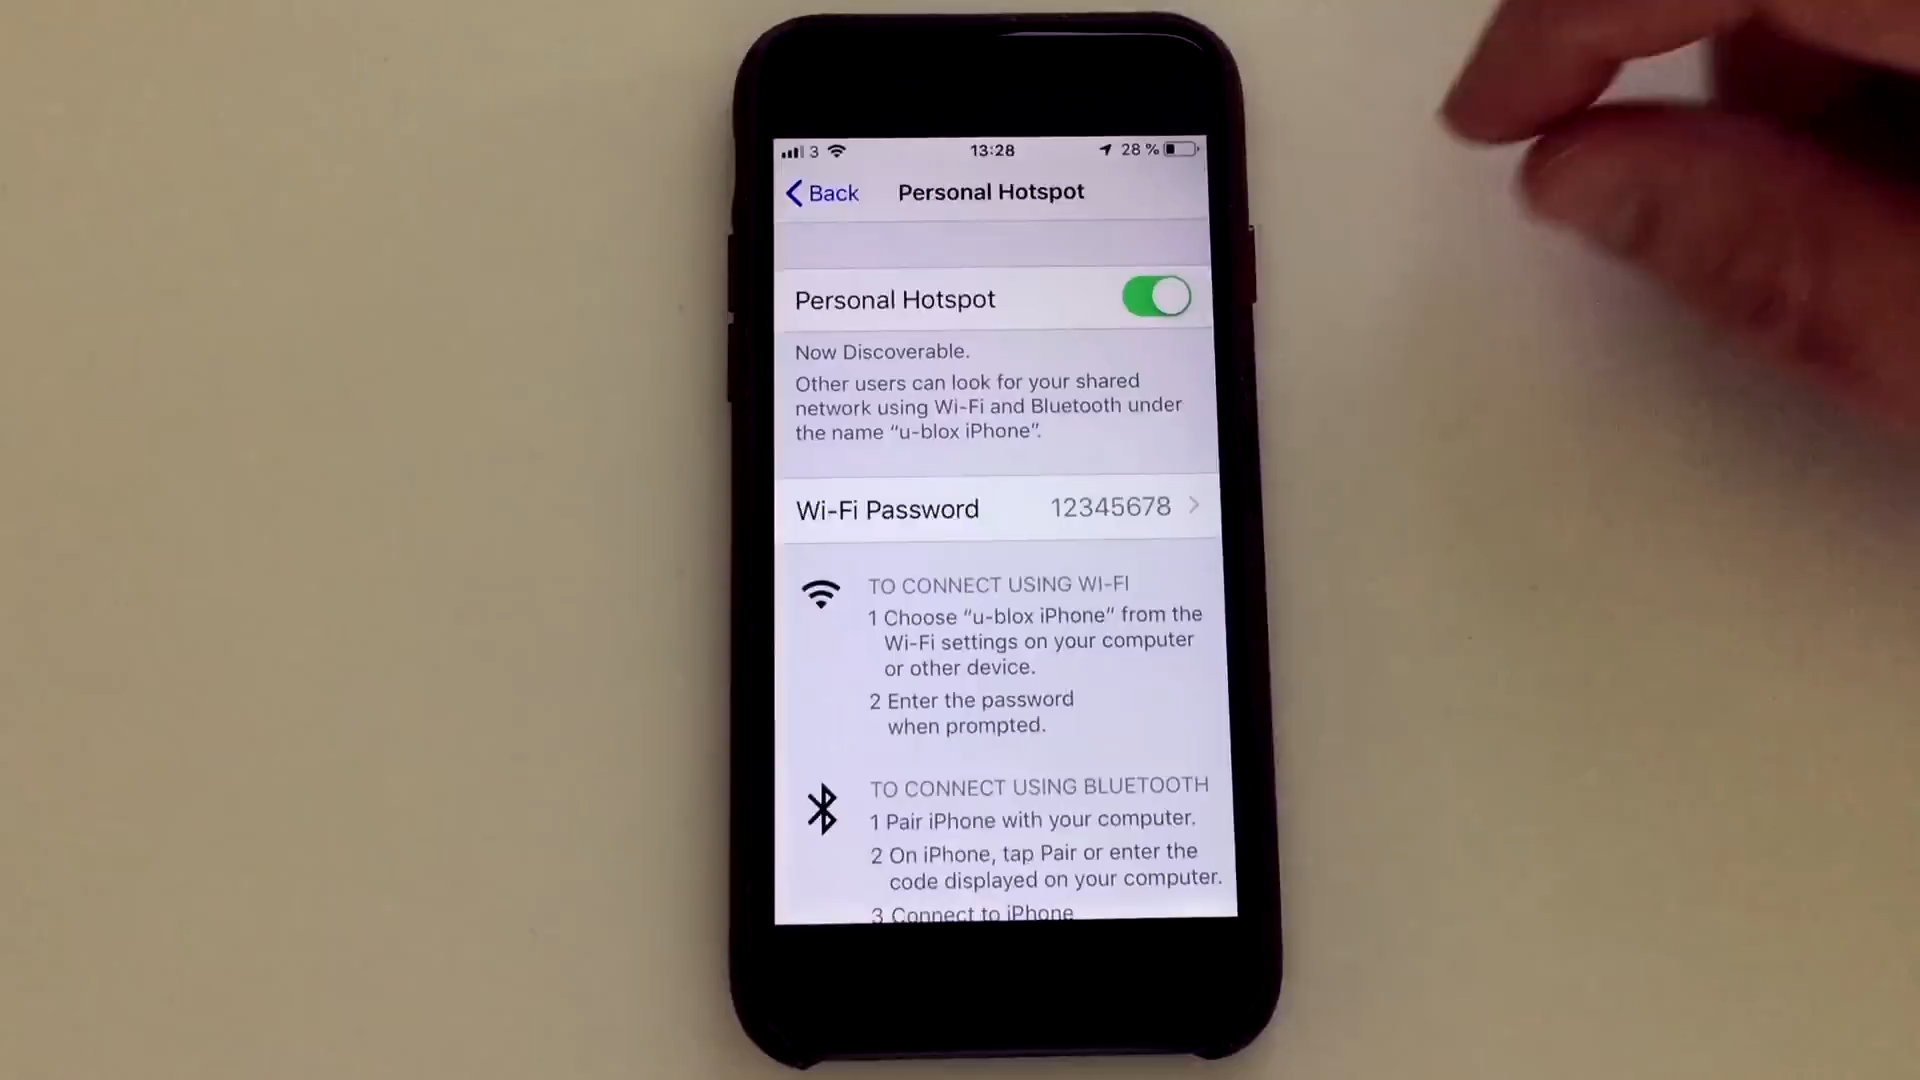 3 13:28 28 %
Back Personal Hotspot
Personal Hotspot
Now Discoverable.
Other users can look for your shared
network using Wi-Fi and Bluetooth under
the name “u-blox iPhone”.
Wi-Fi Password 12345678
TO CONNECT USING WI-FI
1 Choose “u-blox iPhone” from the
Wi-Fi settings on your computer
or other device.
2 Enter the password
when prompted.
TO CONNECT USING BLUETOOTH
1 Pair iPhone with your computer.
2 On iPhone, tap Pair or enter the
code displayed on your computer.
3 Connect to iPhone